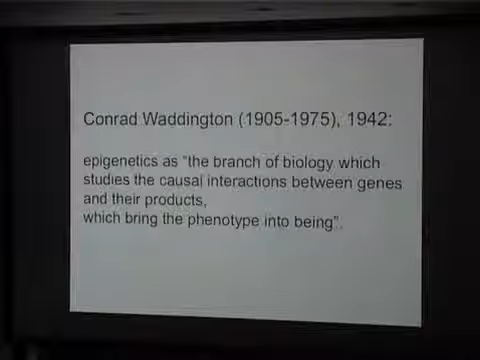 Conrad Waddington (1905-1975), 1942:
epigenetics as "the branch of biology which
studies the causal interactions between genes
and their products,
which bring the phenotype into being".